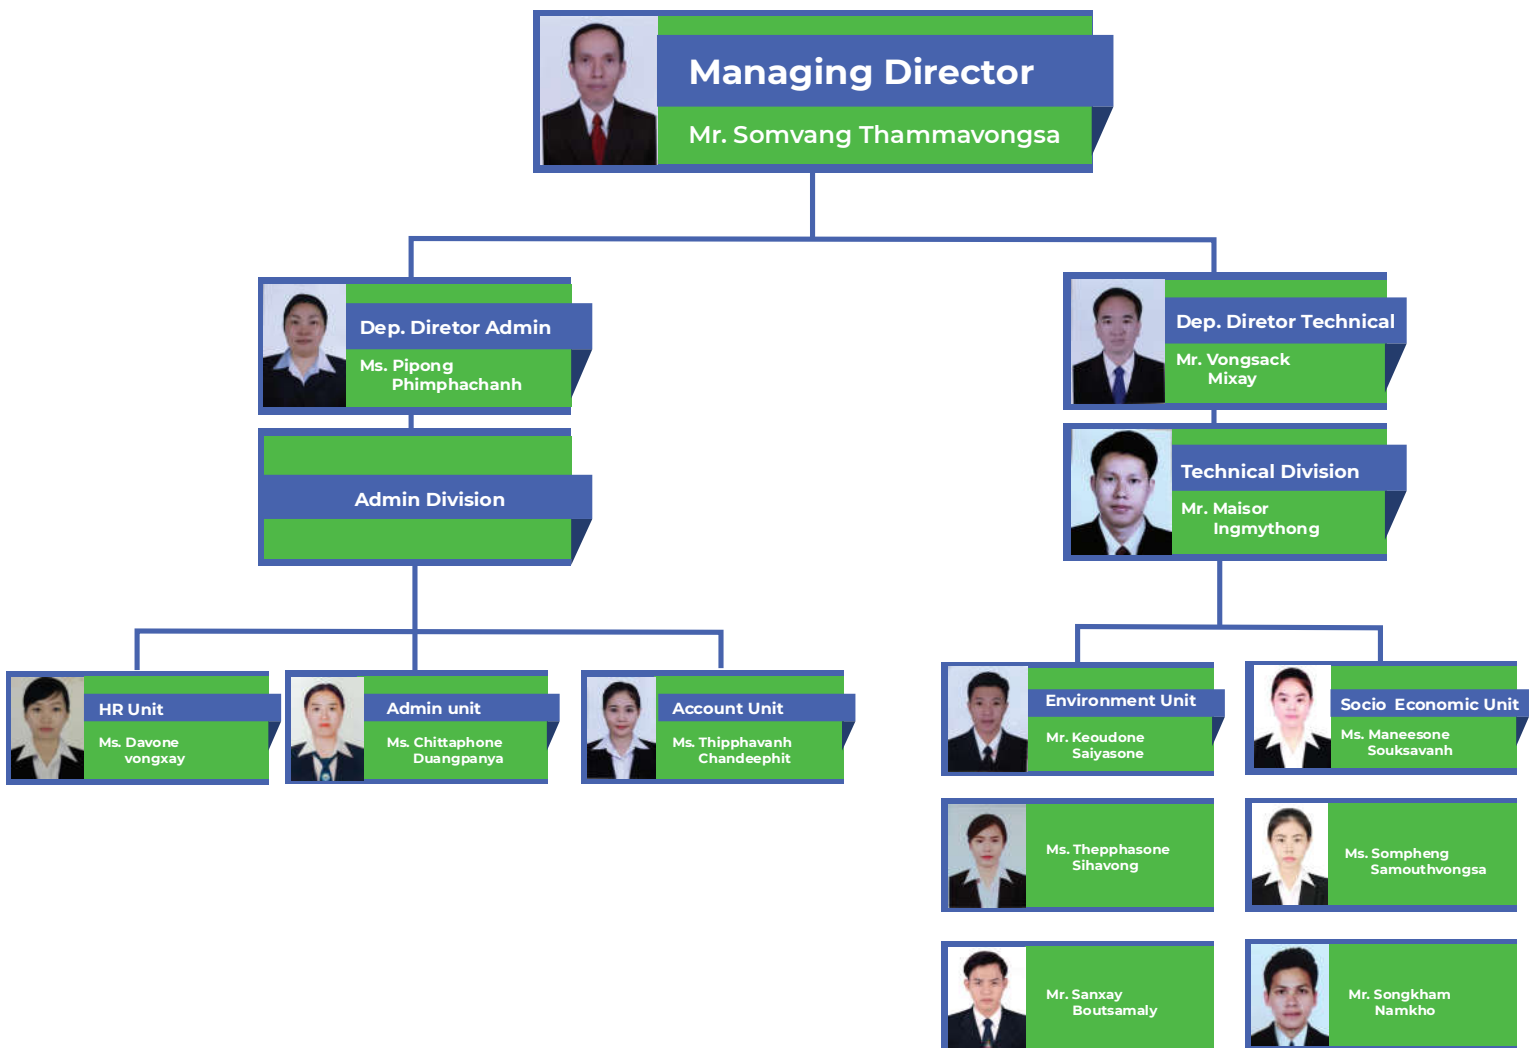 Managing Director
Mr. Somvang Thammavongsa
Dep. Diretor Admin
Ms. Pipong
Phimphachanh
Dep. Diretor Technical
Mr. Vongsack
Mixay
Admin Division
Technical Division
Mr. Maisor
Ingmythong
HR Unit
Ms. Davone
vongxay
Admin unit
Ms. Chittaphone
Duangpanya
Account Unit
Ms. Thipphavanh
Chandeephit
Environment Unit
Mr. Keoudone
Saiyasone
Socio Economic Unit
Ms. Maneesone
Souksavanh
Ms. Thepphasone
Sihavong
Ms. Sompheng
Samouthvongsa
Mr. Sanxay
Boutsamaly
Mr. Songkham
Namkho